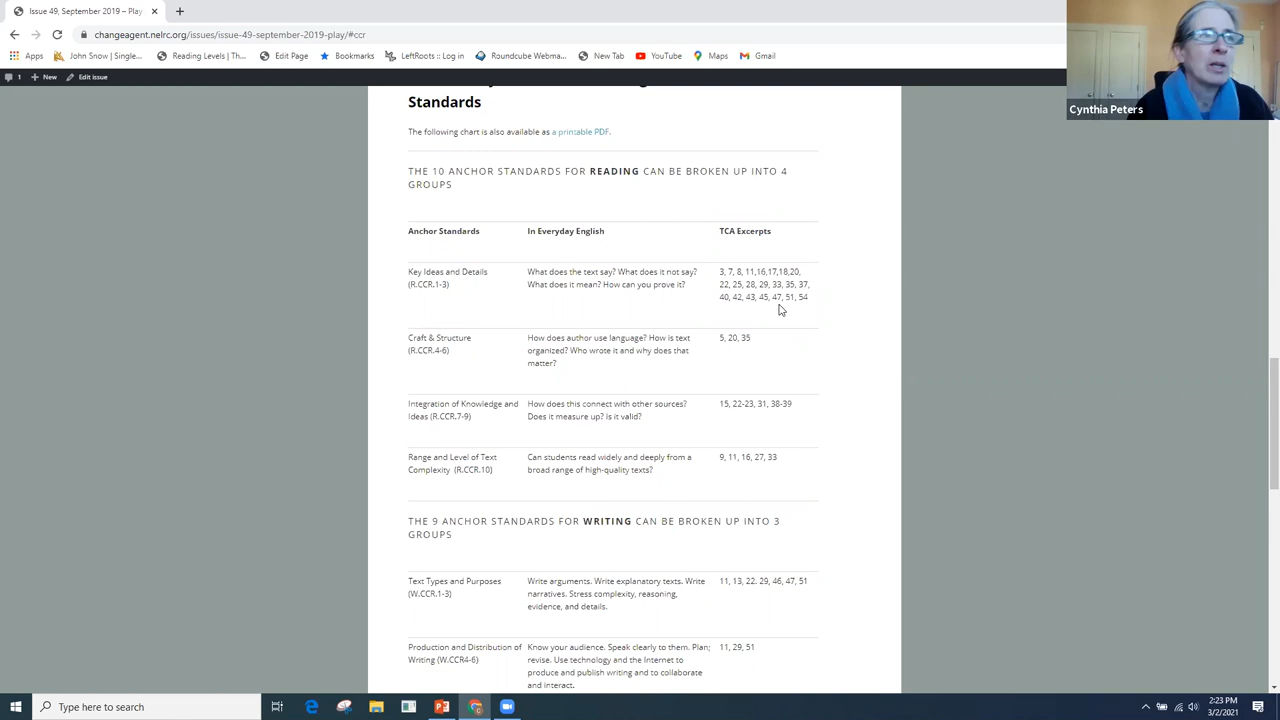 Issue 49, September 2019 – Play
changeagent.nelrc.org/issues/issue-49-september-2019-play/#ccr
Apps
John Snow | Single...
Reading Levels | Th...
Edit Page
Bookmarks
LeftRoots :: Log in
Roundcube Webma...
New Tab
YouTube
Maps
Gmail
1
New
Edit issue
Cynthia Peters
Standards
The following chart is also available as a printable PDF.
THE 10 ANCHOR STANDARDS FOR READING CAN BE BROKEN UP INTO 4
GROUPS
Anchor Standards In Everyday English TCA Excerpts
Key Ideas and Details
(R.CCR.1-3)
What does the text say? What does it not say?
What does it mean? How can you prove it?
3, 7, 8, 11,16,17,18,20,
22, 25, 28, 29, 33, 35, 37,
40, 42, 43, 45, 47, 51, 54
Craft & Structure
(R.CCR.4-6)
How does author use language? How is text
organized? Who wrote it and why does that
matter?
5, 20, 35
Integration of Knowledge and
Ideas (R.CCR.7-9)
How does this connect with other sources?
Does it measure up? Is it valid?
15, 22-23, 31, 38-39
Range and Level of Text
Complexity (R.CCR.10)
Can students read widely and deeply from a
broad range of high-quality texts?
9, 11, 16, 27, 33
THE 9 ANCHOR STANDARDS FOR WRITING CAN BE BROKEN UP INTO 3
GROUPS
Text Types and Purposes
(W.CCR.1-3)
Write arguments. Write explanatory texts. Write
narratives. Stress complexity, reasoning,
evidence, and details.
11, 13, 22. 29, 46, 47, 51
Production and Distribution of
Writing (W.CCR4-6)
Know your audience. Speak clearly to them. Plan;
revise. Use technology and the Internet to
produce and publish writing and to collaborate
and interact.
11, 29, 51
Type here to search
2:23 PM
3/2/2021